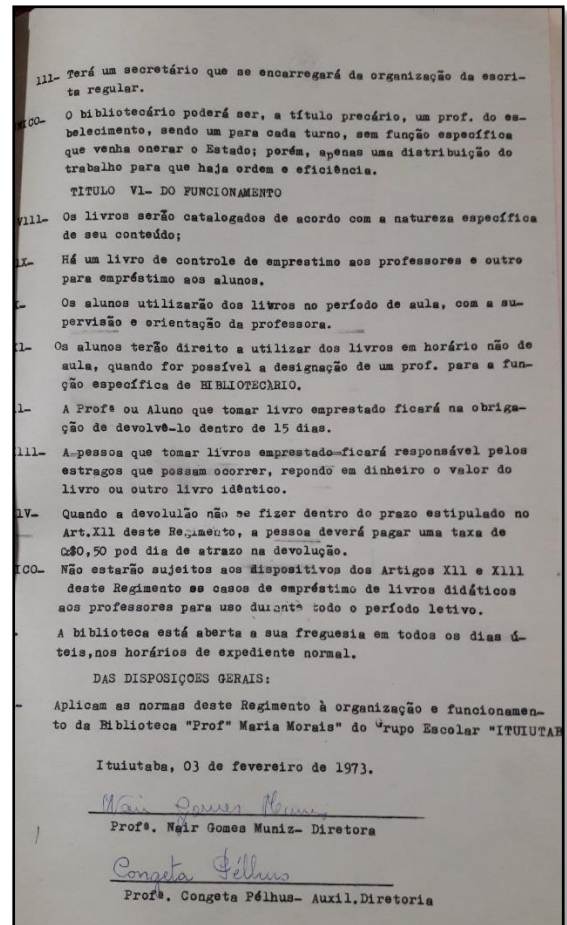 111- Terá um secretário que se encarregará da organização da escri-
ta regular.
ICO- O bibliotecário poderá ser, a título precário, um prof. do es-
belecimento, sendo um para cada turno, sem função específica
que venha onerar o Estado; porém, apenas uma distribuição do
trabalho para que haja ordem e eficiência.
TITULO V1- DO FUNCIONAMENTO
V111- Os livros serão catalogados de acordo com a natureza específica
de seu conteúdo;
1X- Há um livro de controle de emprestimo aos professores e outro
para empréstimo aos alunos.
Os alunos utilizarão dos livros no período de aula, com a su-
pervisão e orientação da professora.
X1- Os alunos terão direito a utilizar dos livros em horário não de
aula, quando for possível a designação de um prof. para a fun-
ção específica de BIBLIOTECÁRIO.
1- A Profª ou Aluno que tomar livro emprestado ficará na obriga-
ção de devolvê-lo dentro de 15 dias.
111- A pessoa que tomar livros emprestado ficará responsável pelos
estragos que possam ocorrer, repondo em dinheiro o valor do
livro ou outro livro idêntico.
1V- Quando a devolulão não se fizer dentro do prazo estipulado no
Art.X11 deste Regimento, a pessoa deverá pagar uma taxa de
Cr$0,50 pod dia de atrazo na devolução.
ICO- Não estarão sujeitos aos dispositivos dos Artigos X11 e X111
deste Regimento os casos de empréstimo de livros didáticos
aos professores para uso durante todo o período letivo.
A biblioteca está aberta a sua freguesia em todos os dias ú-
teis,nos horários de expediente normal.
DAS DISPOSIÇOES GERAIS:
- Aplicam as normas deste Regimento à organização e funcionamen-
to da Biblioteca "Prof" Maria Morais" do Grupo Escolar "ITUIUTAB
Ituiutaba, 03 de fevereiro de 1973.
Nair Gomes Muniz
Profª. Nair Gomes Muniz- Diretora
Congeta Pélhus
Profª. Congeta Pélhus- Auxil.Diretoria